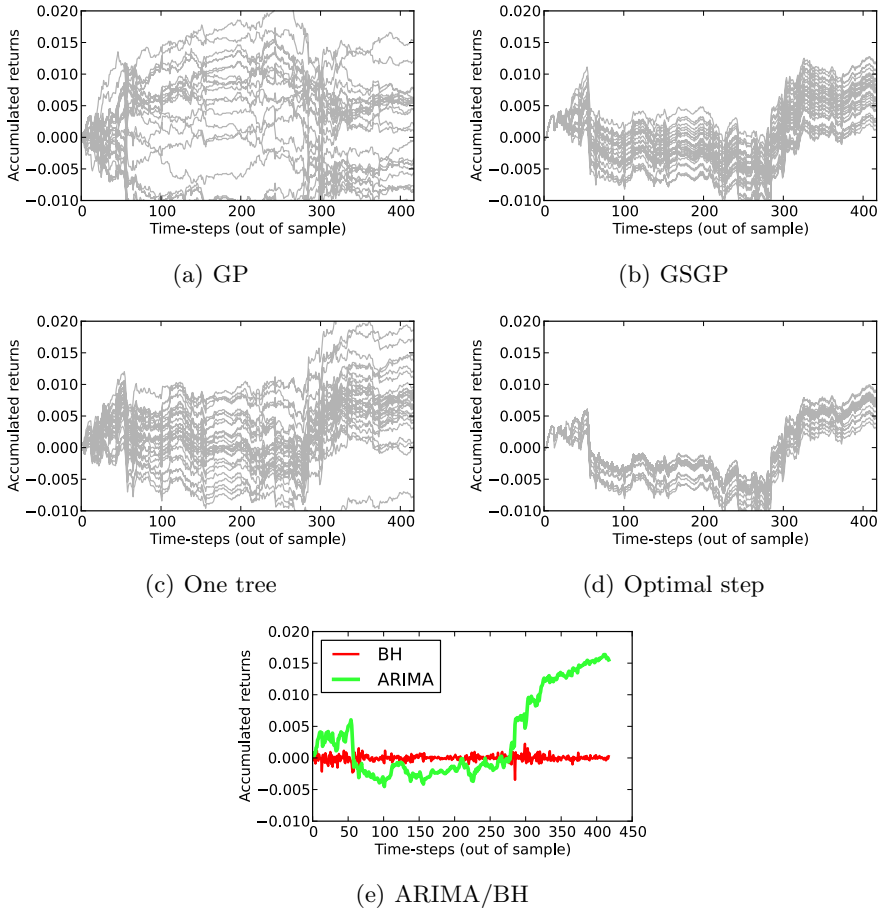 0.020 0.020
0.015 0.015
0.010 0.010
0.005 0.005
0.000 0.000
−0.005 −0.005
−0.010 −0.010
Accumulated returns Accumulated returns
0 100 200 300 400 0 100 200 300 400
Time-steps (out of sample) Time-steps (out of sample)
(a) GP (b) GSGP
0.020 0.020
0.015 0.015
0.010 0.010
0.005 0.005
0.000 0.000
−0.005 −0.005
−0.010 −0.010
Accumulated returns Accumulated returns
0 100 200 300 400 0 100 200 300 400
Time-steps (out of sample) Time-steps (out of sample)
(c) One tree (d) Optimal step
0.020
0.015
0.010
0.005
0.000
−0.005
−0.010
Accumulated returns
BH
ARIMA
0 50 100 150 200 250 300 350 400 450
Time-steps (out of sample)
(e) ARIMA/BH